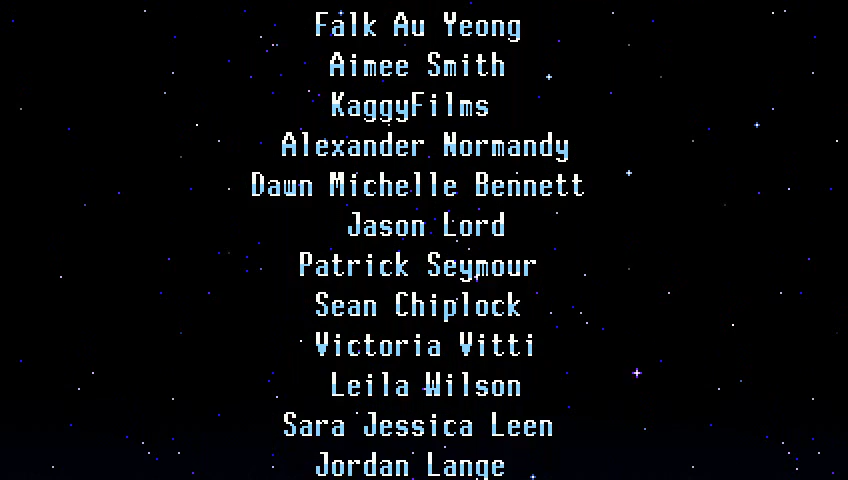 Falk Au Yeong
Aimee Smith
KaggyFilms
Alexander Normandy
Dawn Michelle Bennett
Jason Lord
Patrick Seymour
Sean Chiplock
Victoria Vitti
Leila Wilson
Sara Jessica Leen
Jordan Lange